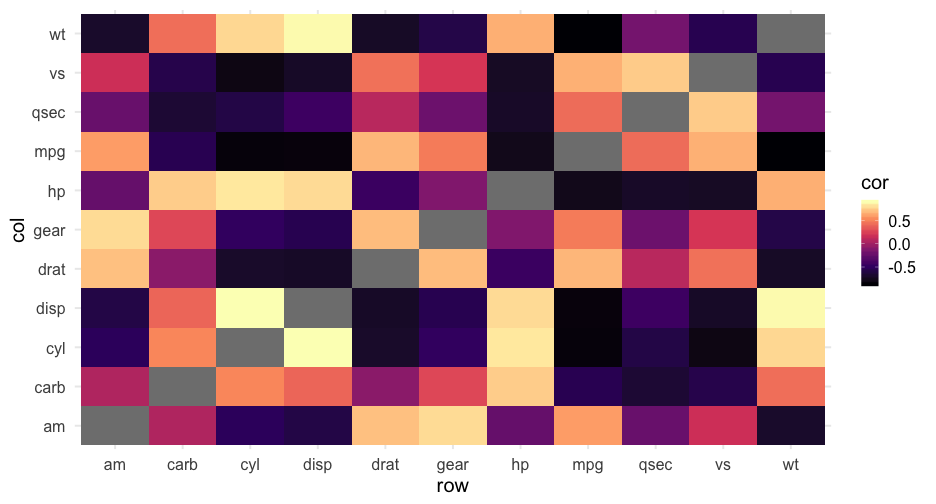 wt
vs
qsec
mpg
hp
gear
drat
disp
cyl
carb
am
col
am carb cyl disp drat gear hp mpg qsec vs wt
row
cor
0.5
0.0
-0.5